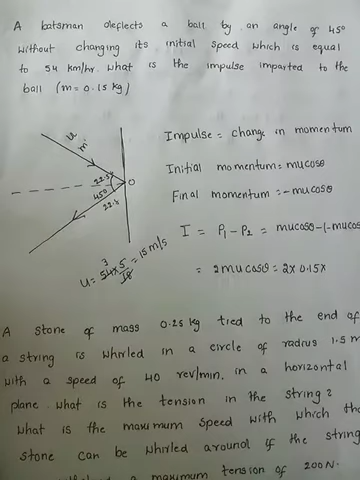 A batsman deflects a ball by an angle of 45°
without changing its initial speed which is equal
to 54 km/hr. what is the impulse imparted to the
ball (m = 0.15 kg)
u
m
22.5°
45°
22.5
O
Impulse = change in momentum
Initial momentum = mucosθ
Final momentum = -mucosθ
I = P₁ - P₂ = mucosθ - (-mucosθ
= 2mucosθ = 2 x 0.15 x
3
u = 54 x 5/18 = 15 m/s
A stone of mass 0.25 kg tied to the end of
a string is whirled in a circle of radius 1.5 m
with a speed of 40 rev/min. in a horizontal
plane. what is the tension in the string?
what is the maximum speed with which the
stone can be whirled around if the string
maximum tension of 200 N.